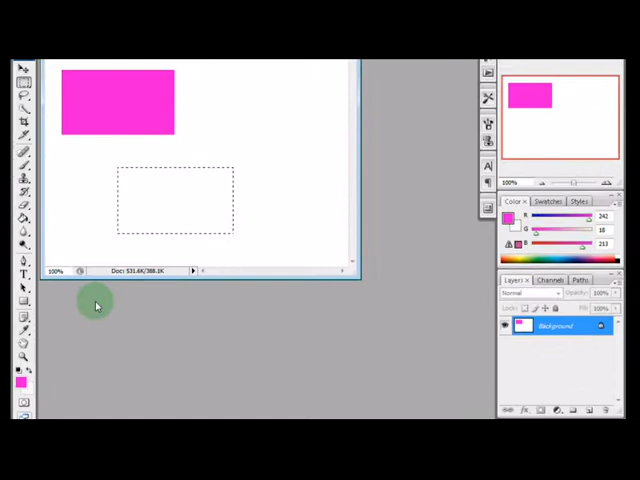 100%
Doc: 531.6K/388.1K
100%
Color × Swatches Styles
R 242
G 18
B 213
Layers × Channels Paths
Normal Opacity: 100%
Lock: Fill: 100%
Background
A
T